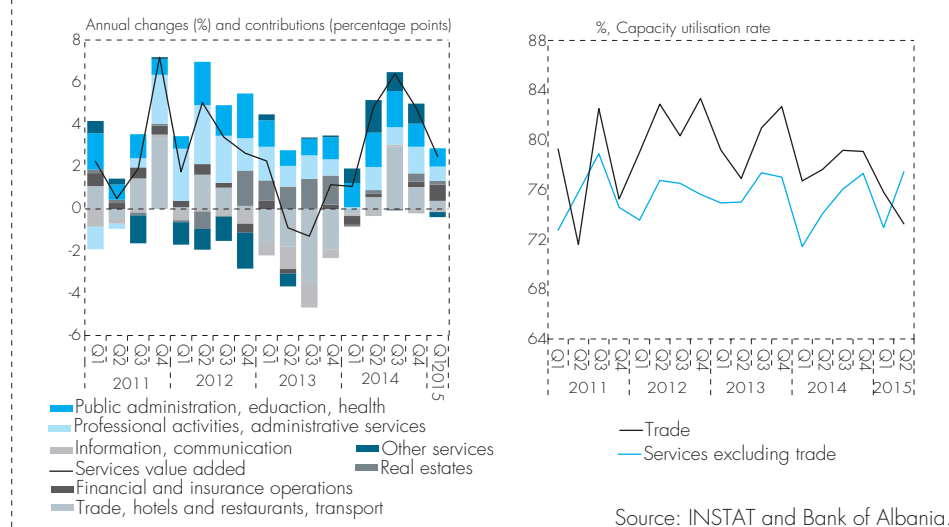 Annual changes (%) and contributions (percentage points)
8
6
4
2
0
-2
-4
-6
Q1 Q2 Q3 Q4 Q1 Q2 Q3 Q4 Q1 Q2 Q3 Q4 Q1 Q2 Q3 Q4 Q12015
2011 2012 2013 2014
Public administration, eduaction, health
Professional activities, administrative services
Information, communication
Other services
Services value added
Real estates
Financial and insurance operations
Trade, hotels and restaurants, transport
%, Capacity utilisation rate
88
84
80
76
72
68
64
Q1 Q2 Q3 Q4 Q1 Q2 Q3 Q4 Q1 Q2 Q3 Q4 Q1 Q2 Q3 Q4 Q1 Q2
2011 2012 2013 2014 2015
Trade
Services excluding trade
Source: INSTAT and Bank of Albania.